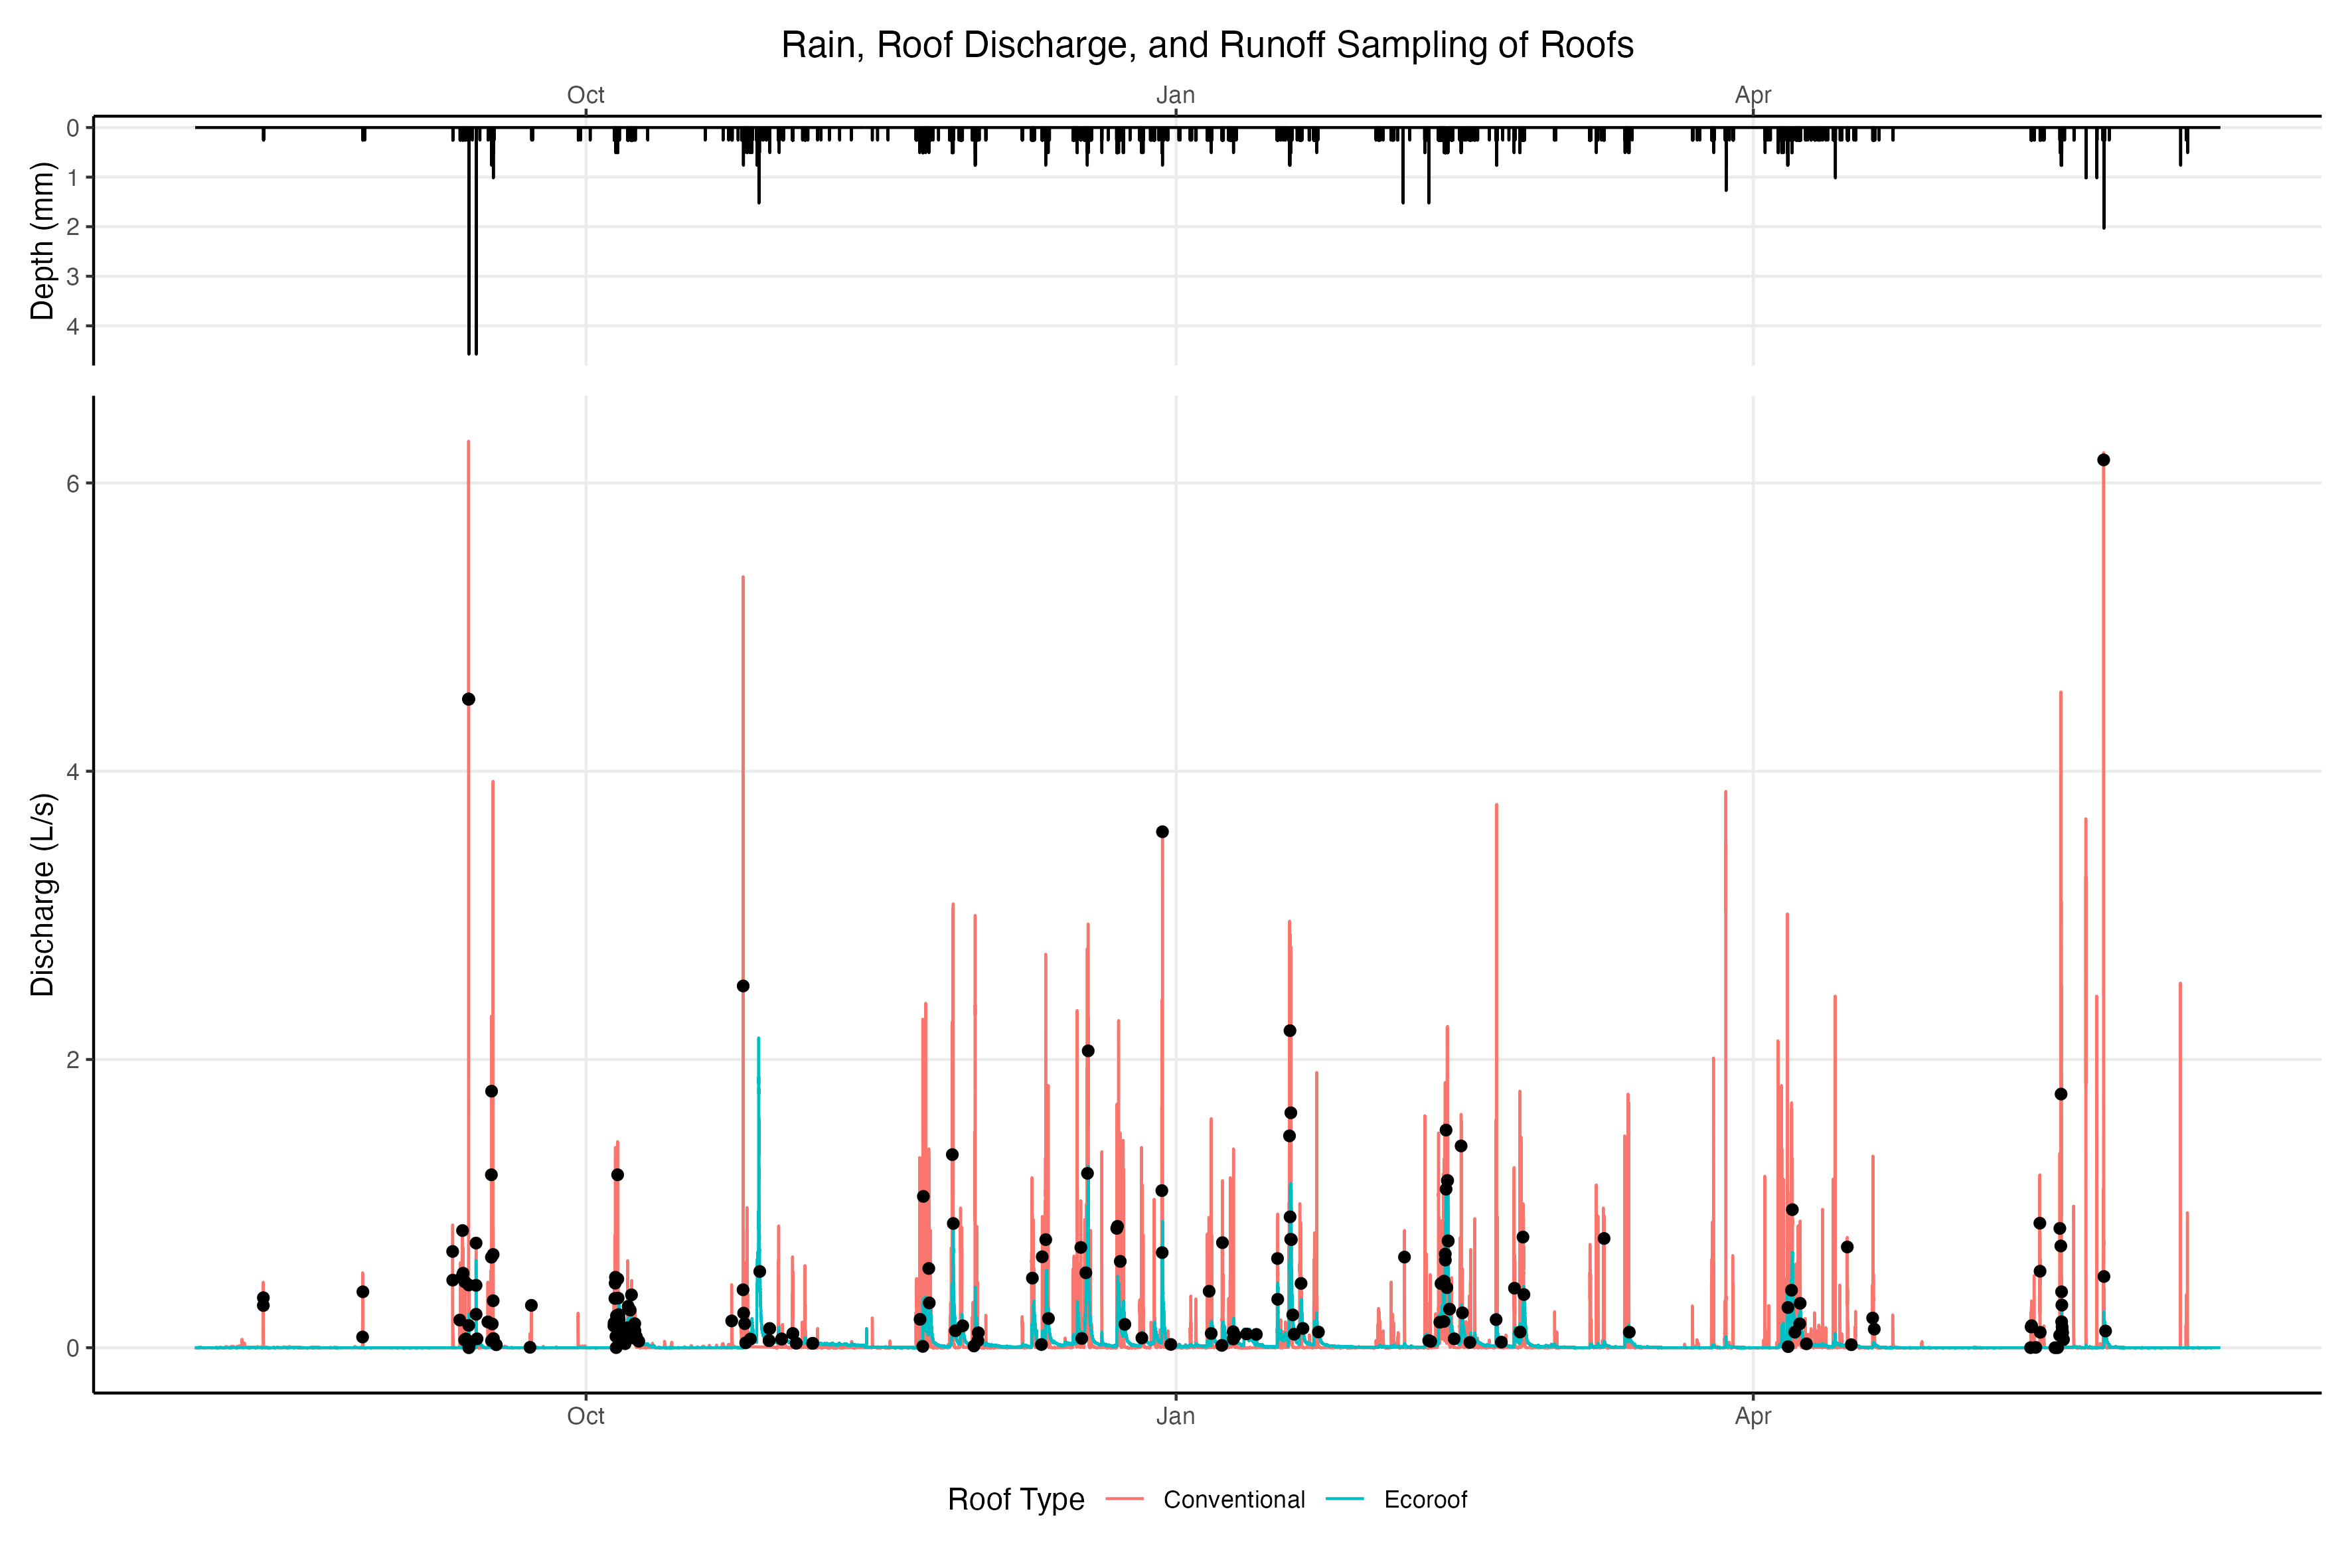 Rain, Roof Discharge, and Runoff Sampling of Roofs
Oct Jan Apr
Depth (mm)
0
1
2
3
4
Discharge (L/s)
6
4
2
0
Oct Jan Apr
Roof Type Conventional Ecoroof